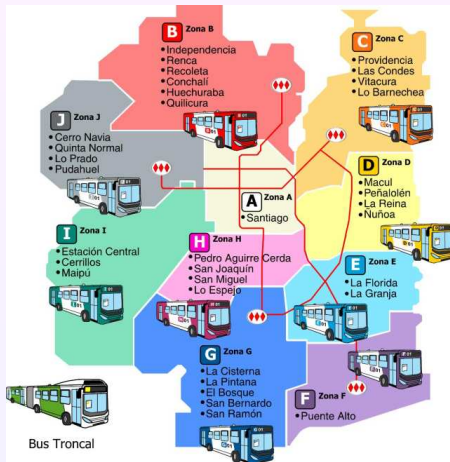 B Zona B
• Independencia
• Renca
• Recoleta
• Conchalí
• Huechuraba
• Quilicura
C Zona C
• Providencia
• Las Condes
• Vitacura
• Lo Barnechea
J Zona J
• Cerro Navia
• Quinta Normal
• Lo Prado
• Pudahuel
A Zona A
• Santiago
D Zona D
• Macul
• Peñalolén
• La Reina
• Ñuñoa
I Zona I
• Estación Central
• Cerrillos
• Maipú
H Zona H
• Pedro Aguirre Cerda
• San Joaquín
• San Miguel
• Lo Espejo
E Zona E
• La Florida
• La Granja
G Zona G
• La Cisterna
• La Pintana
• El Bosque
• San Bernardo
• San Ramón
F Zona F
• Puente Alto
Bus Troncal